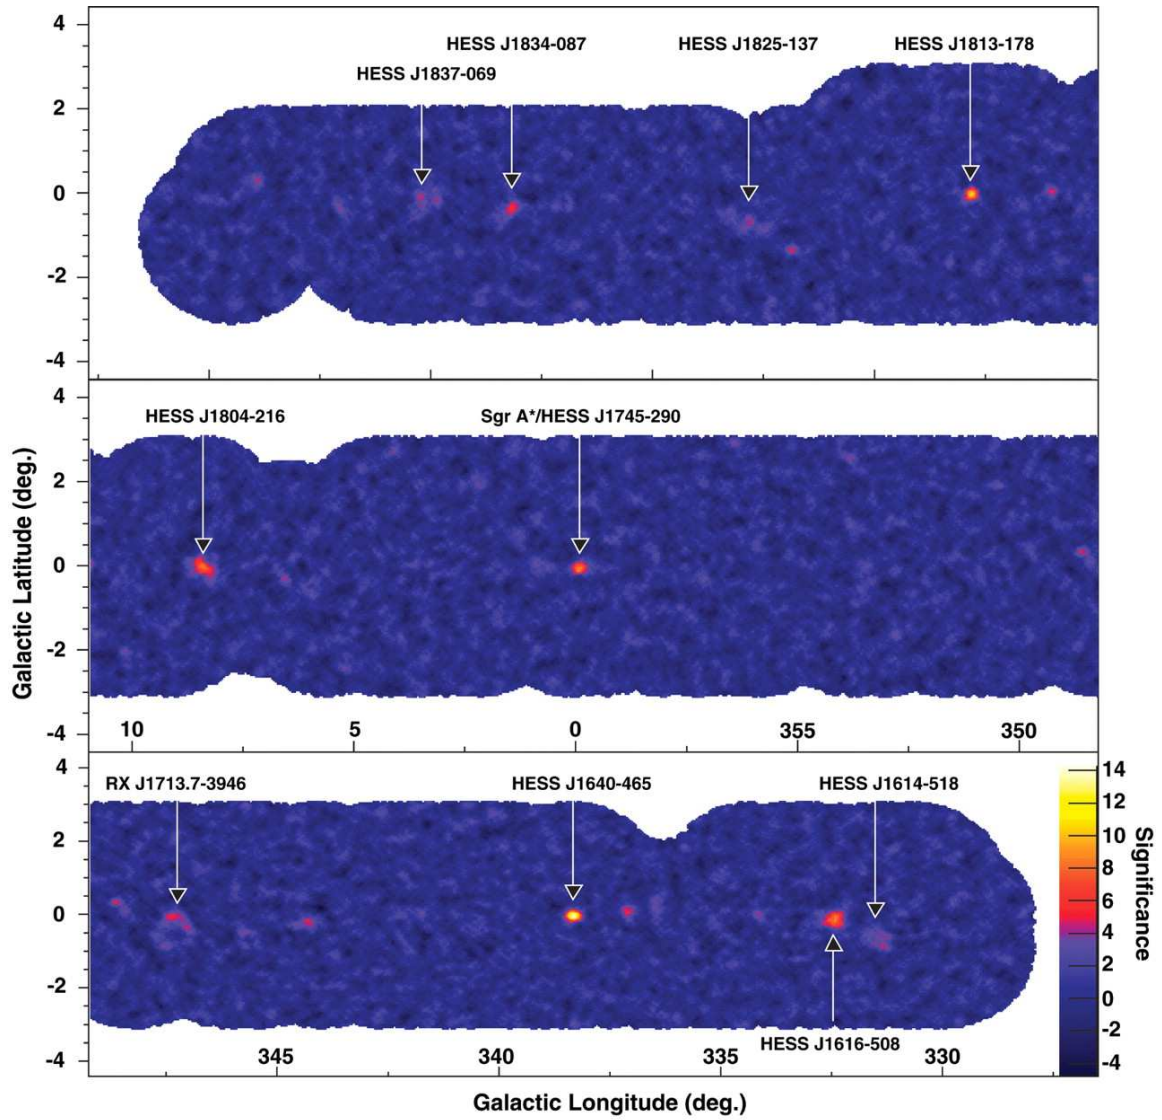 4
2
0
-2
-4
HESS J1834-087
HESS J1825-137
HESS J1813-178
HESS J1837-069
4
2
0
-2
-4
HESS J1804-216
Sgr A*/HESS J1745-290
10
5
0
355
350
Galactic Latitude (deg.)
4
2
0
-2
-4
RX J1713.7-3946
HESS J1640-465
HESS J1614-518
HESS J1616-508
345
340
335
330
14
12
10
8
6
4
2
0
-2
-4
Significance
Galactic Longitude (deg.)